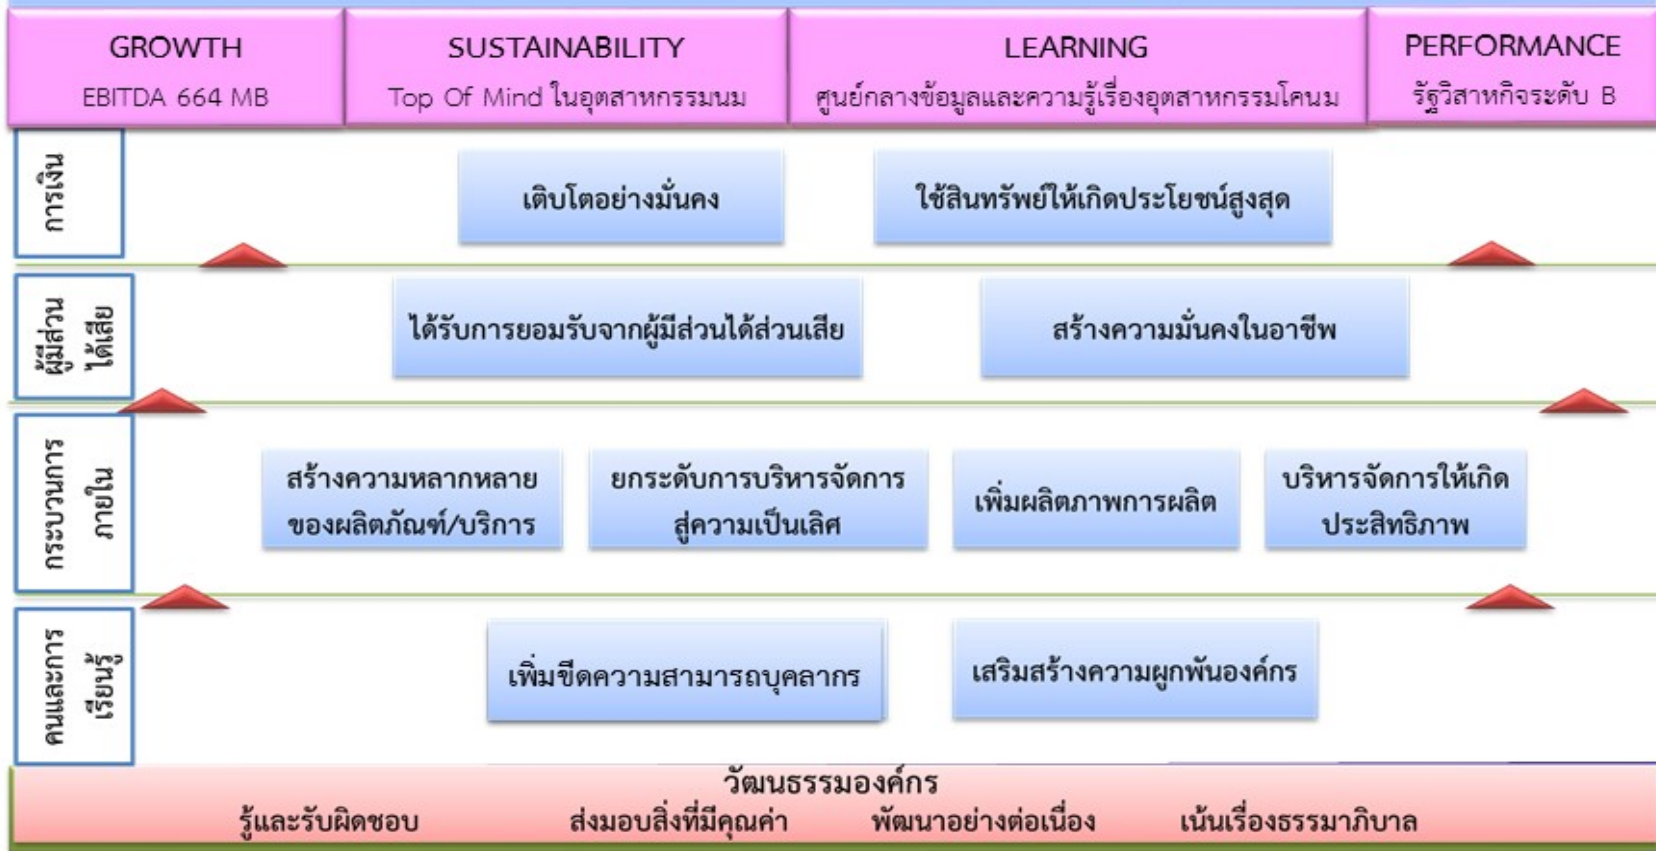 GROWTH
EBITDA 664 MB
SUSTAINABILITY
Top Of Mind ในอุตสาหกรรมนม
LEARNING
ศูนย์กลางข้อมูลและความรู้เรื่องอุตสาหกรรมโคนม
PERFORMANCE
รัฐวิสาหกิจระดับ B
การเงิน
เติบโตอย่างมั่นคง
ใช้สินทรัพย์ให้เกิดประโยชน์สูงสุด
ผู้มีส่วน
ได้เสีย
ได้รับการยอมรับจากผู้มีส่วนได้ส่วนเสีย
สร้างความมั่นคงในอาชีพ
กระบวนการ
ภายใน
สร้างความหลากหลาย
ของผลิตภัณฑ์/บริการ
ยกระดับการบริหารจัดการ
สู่ความเป็นเลิศ
เพิ่มผลิตภาพการผลิต
บริหารจัดการให้เกิด
ประสิทธิภาพ
คนและการ
เรียนรู้
เพิ่มขีดความสามารถบุคลากร
เสริมสร้างความผูกพันองค์กร
วัฒนธรรมองค์กร
รู้และรับผิดชอบ ส่งมอบสิ่งที่มีคุณค่า พัฒนาอย่างต่อเนื่อง เน้นเรื่องธรรมาภิบาล